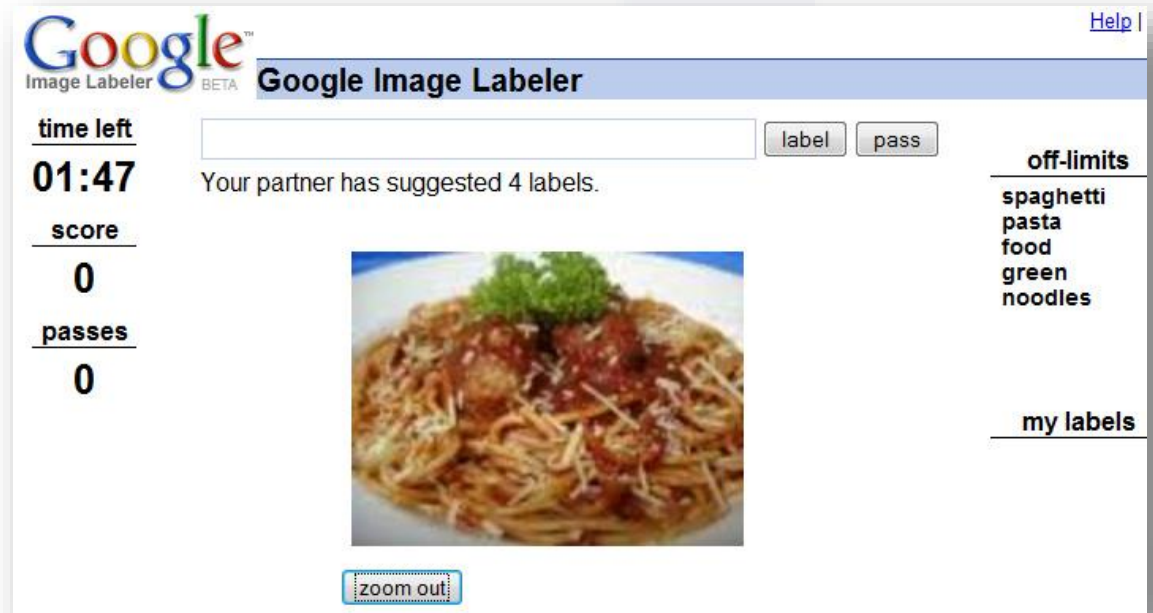 Help |
Google™
Image Labeler BETA
Google Image Labeler
time left
01:47
score
0
passes
0
label pass
Your partner has suggested 4 labels.
zoom out
off-limits
spaghetti
pasta
food
green
noodles
my labels